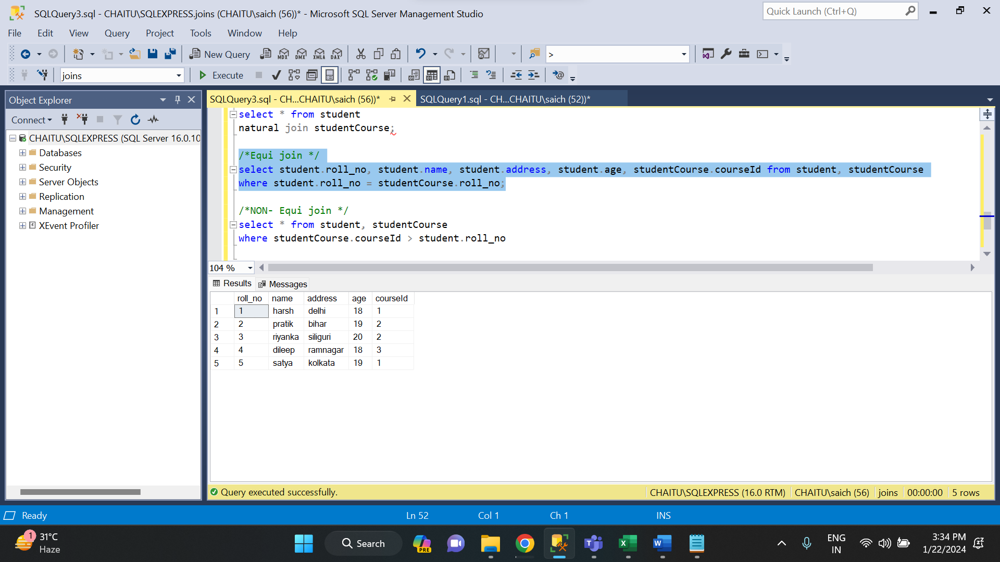 SQLQuery3.sql - CHAITU\SQLEXPRESS.joins (CHAITU\saich (56))* - Microsoft SQL Server Management Studio
Quick Launch (Ctrl+Q)
File Edit View Query Project Tools Window Help
New Query MDX DMX XMLA DAX >
joins Execute
Object Explorer
Connect
CHAITU\SQLEXPRESS (SQL Server 16.0.10
Databases
Security
Server Objects
Replication
Management
XEvent Profiler
SQLQuery3.sql - CH...CHAITU\saich (56))* SQLQuery1.sql - CH...CHAITU\saich (52))*
select * from student
natural join studentCourse;
/*Equi join */
select student.roll_no, student.name, student.address, student.age, studentCourse.courseId from student, studentCourse
where student.roll_no = studentCourse.roll_no;
/*NON- Equi join */
select * from student, studentCourse
where studentCourse.courseId > student.roll_no
104 %
Results Messages
roll_no name address age courseId
1 1 harsh delhi 18 1
2 2 pratik bihar 19 2
3 3 riyanka siliguri 20 2
4 4 dileep ramnagar 18 3
5 5 satya kolkata 19 1
Query executed successfully. CHAITU\SQLEXPRESS (16.0 RTM) CHAITU\saich (56) joins 00:00:00 5 rows
Ready Ln 52 Col 1 Ch 1 INS
1 31°C
Haze
Search
PRE
ENG
IN
3:34 PM
1/22/2024